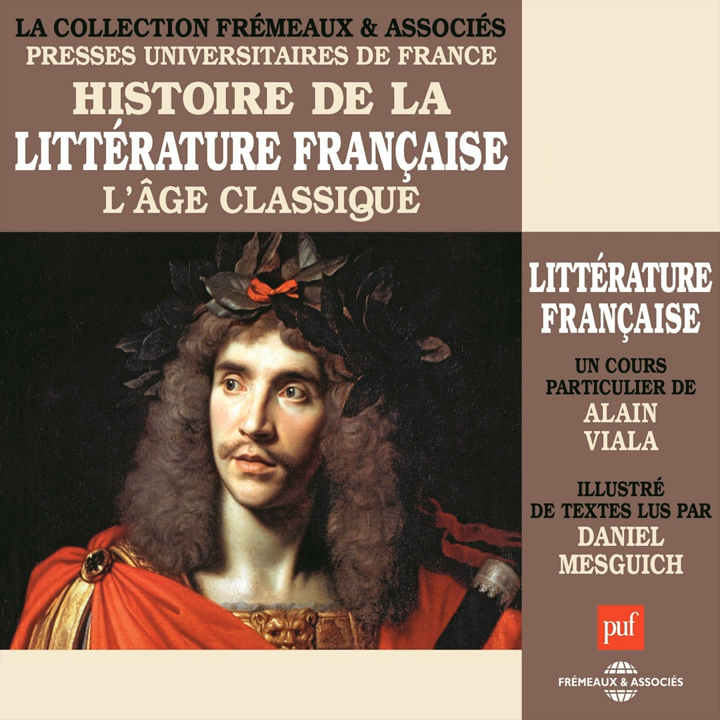 LA COLLECTION FRÉMEAUX & ASSOCIÉS
PRESSES UNIVERSITAIRES DE FRANCE
HISTOIRE DE LA
LITTÉRATURE FRANÇAISE
L'ÂGE CLASSIQUE
LITTÉRATURE
FRANÇAISE
UN COURS
PARTICULIER DE
ALAIN
VIALA
ILLUSTRÉ
DE TEXTES LUS PAR
DANIEL
MESGUICH
puf
FRÉMEAUX & ASSOCIÉS